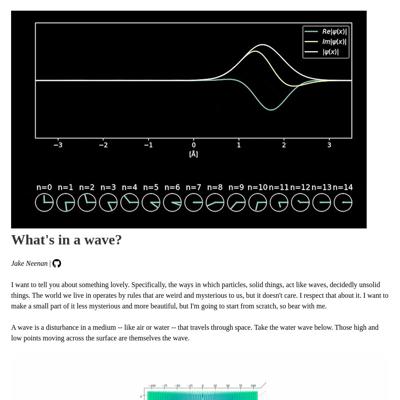 Re|ψ(x)|
Im|ψ(x)|
|ψ(x)|
−3 −2 −1 0 1 2 3
[Å]
n=0 n=1 n=2 n=3 n=4 n=5 n=6 n=7 n=8 n=9 n=10 n=11 n=12 n=13 n=14
What's in a wave?
Jake Keenan |
I want to tell you about something lovely. Specifically, the ways in which particles, solid things, act like waves, decidedly unsolid
things. The world we live in operates by rules that are weird and mysterious to us, but it doesn't care. I respect that about it. I want to
make a small part of it less mysterious and more beautiful, but I'm going to start from scratch, so bear with me.
A wave is a disturbance in a medium -- like air or water -- that travels through space. Take the water wave below. Those high and
low points moving across the surface are themselves the wave.